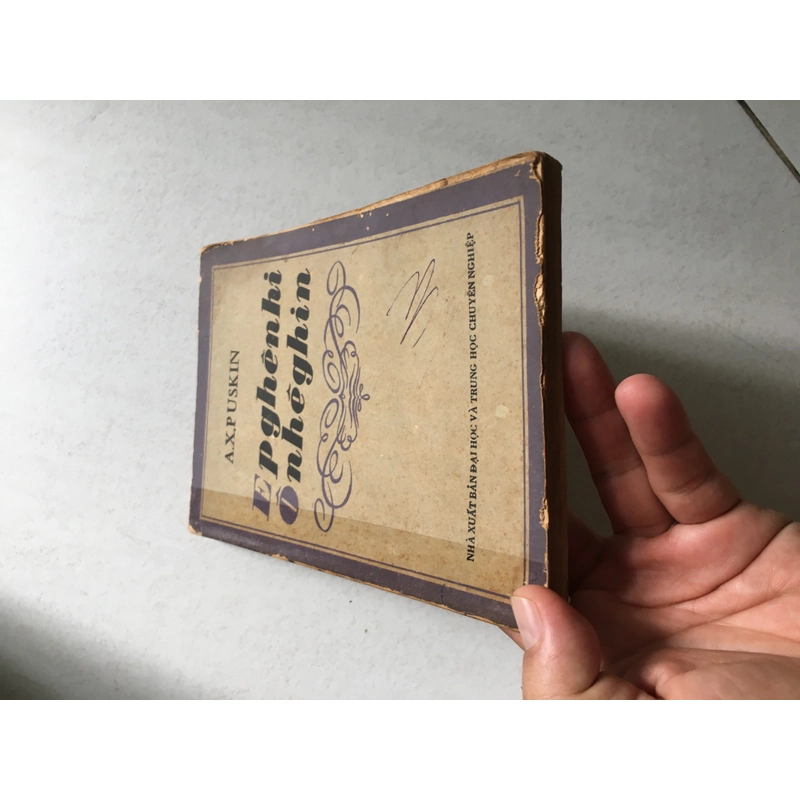 A.X.PUSKIN
Epghênhi
Ônhêghin
NHÀ XUẤT BẢN ĐẠI HỌC VÀ TRUNG HỌC CHUYÊN NGHIỆP